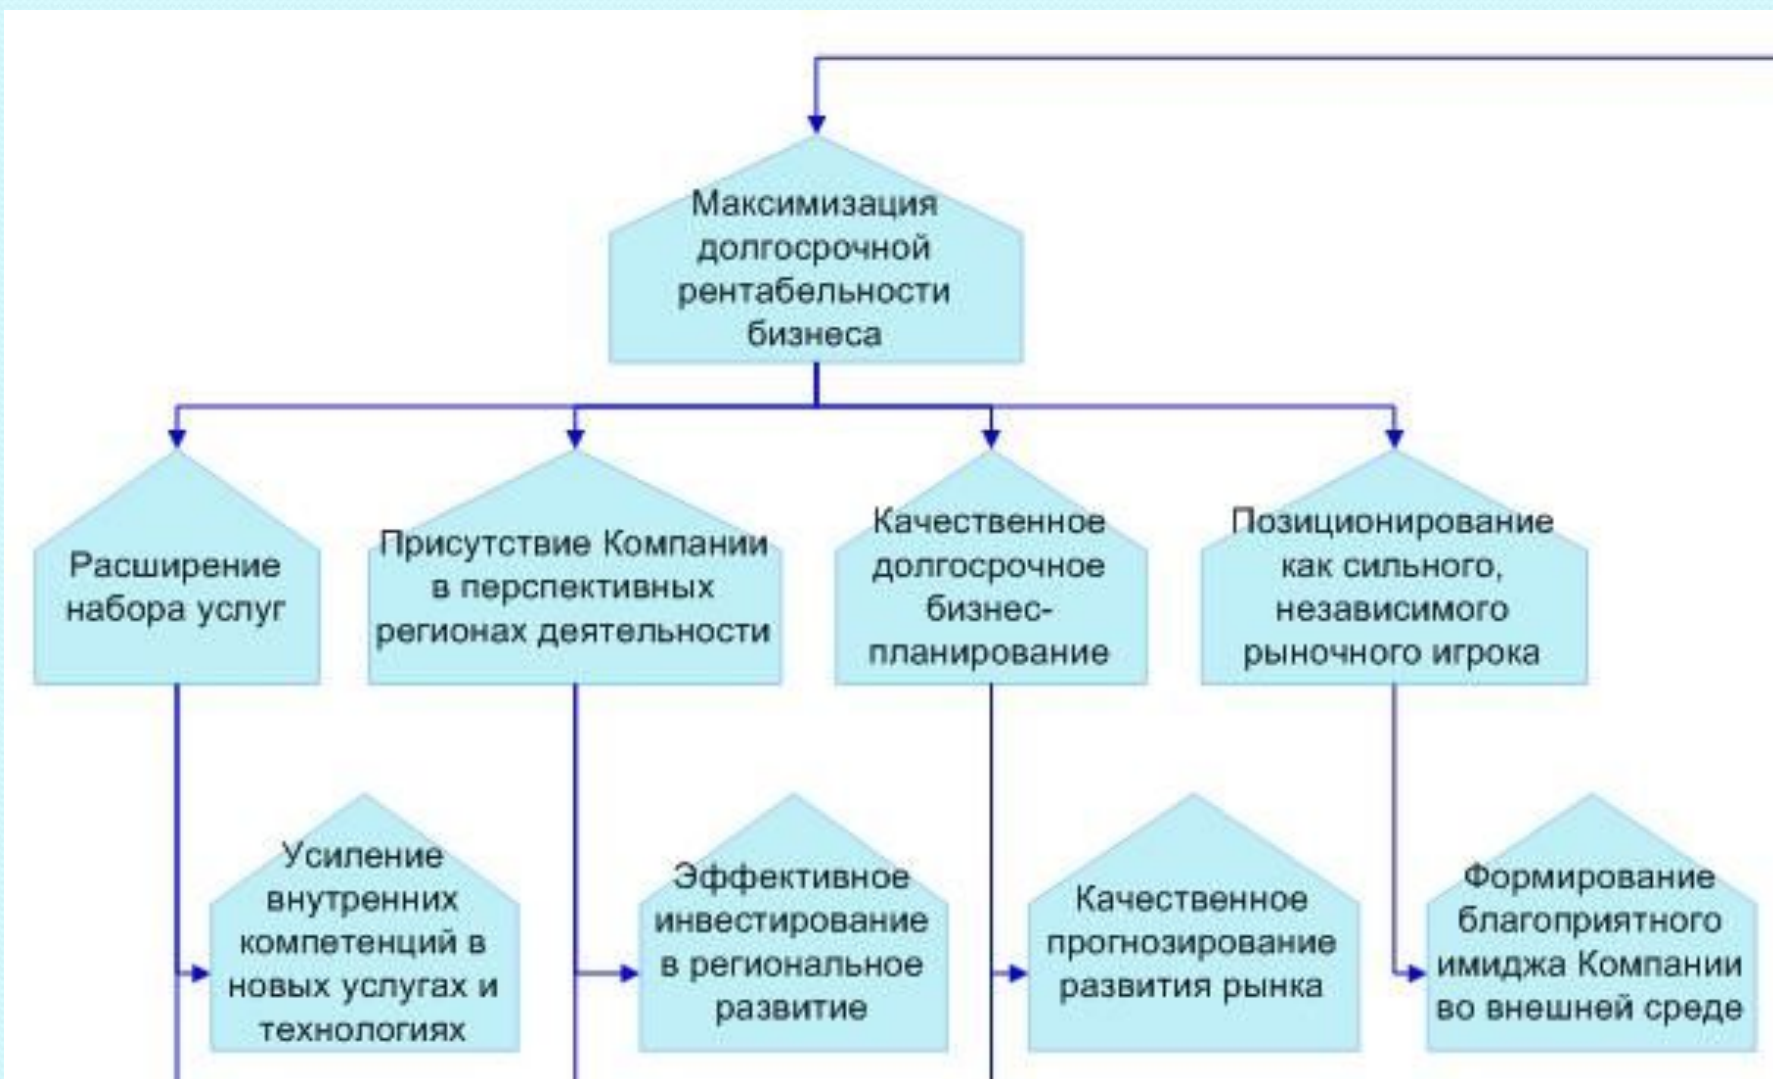 Максимизация
долгосрочной
рентабельности
бизнеса
Расширение
набора услуг
Присутствие Компании
в перспективных
регионах деятельности
Качественное
долгосрочное
бизнес-
планирование
Позиционирование
как сильного,
независимого
рыночного игрока
Усиление
внутренних
компетенций в
новых услугах и
технологиях
Эффективное
инвестирование
в региональное
развитие
Качественное
прогнозирование
развития рынка
Формирование
благоприятного
имиджа Компании
во внешней среде